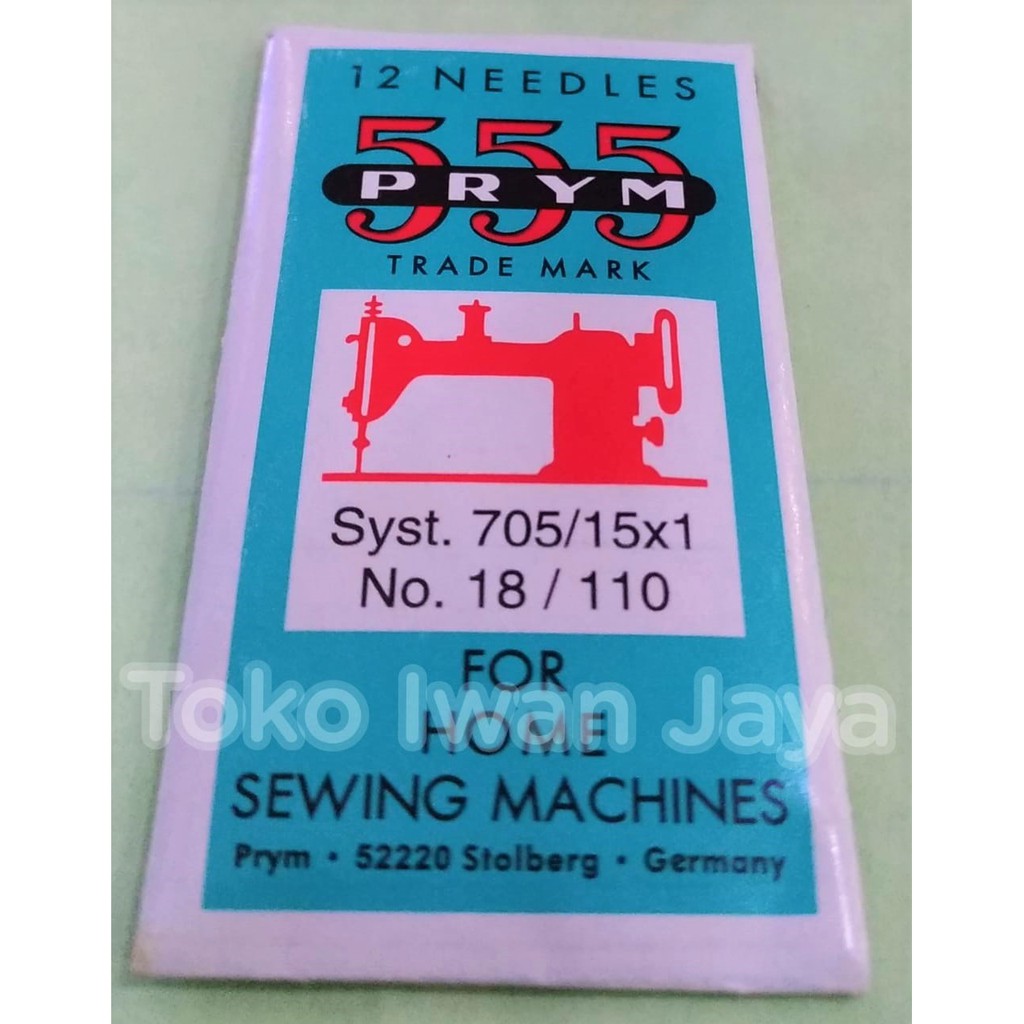 12 NEEDLES
555
PRYM
TRADE MARK
Syst. 705/15x1
No. 18 / 110
FOR
Toko Iwan Jaya
HOME
SEWING MACHINES
Prym • 52220 Stolberg • Germany